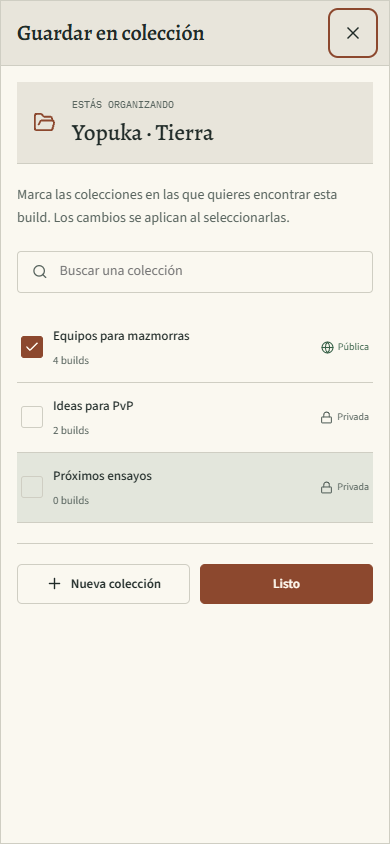 Guardar en colección
ESTÁS ORGANIZANDO
Yopuka · Tierra
Marca las colecciones en las que quieres encontrar esta
build. Los cambios se aplican al seleccionarlas.
Buscar una colección
Equipos para mazmorras
4 builds
Pública
Ideas para PvP
2 builds
Privada
Próximos ensayos
0 builds
Privada
Nueva colección
Listo